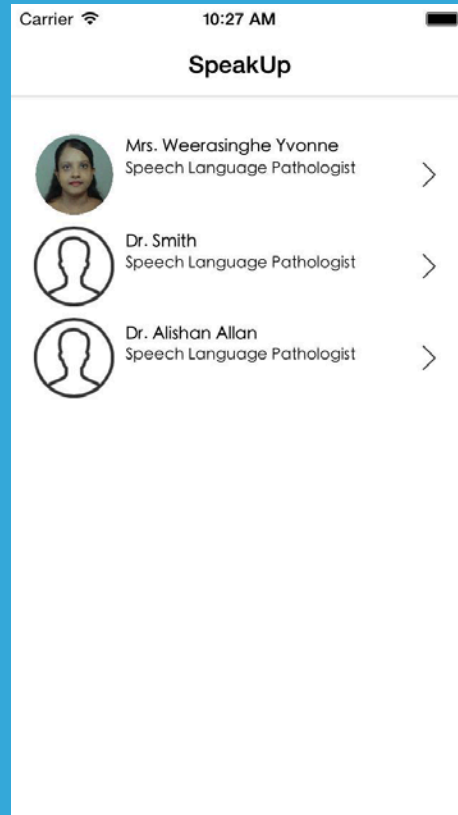 Carrier 10:27 AM
SpeakUp
Mrs. Weerasinghe Yvonne
Speech Language Pathologist
Dr. Smith
Speech Language Pathologist
Dr. Alishan Allan
Speech Language Pathologist